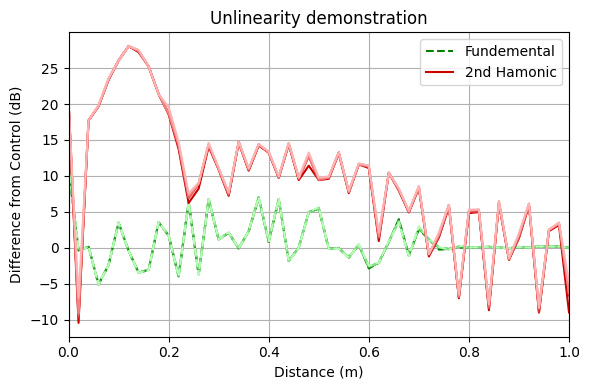 Unlinearity demonstration
Fundemental
2nd Hamonic
Difference from Control (dB)
25
20
15
10
5
0
−5
−10
0.0 0.2 0.4 0.6 0.8 1.0
Distance (m)